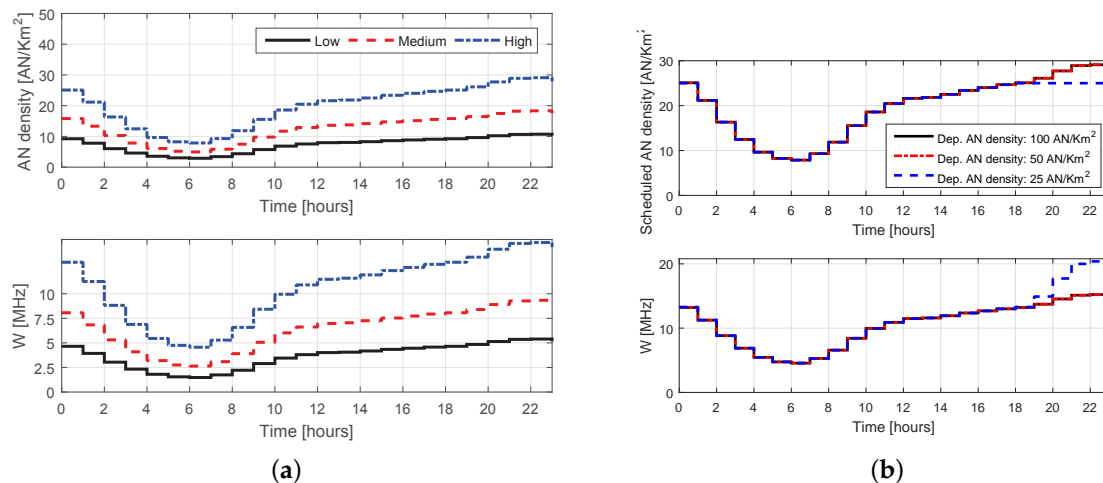 AN density [AN/Km²]
50
40
30
20
10
0
Low Medium High
0 2 4 6 8 10 12 14 16 18 20 22
Time [hours]
W [MHz]
10
7.5
5
2.5
0
0 2 4 6 8 10 12 14 16 18 20 22
Time [hours]
(a)
Scheduled AN density [AN/Km²
30
20
10
0
Dep. AN density: 100 AN/Km²
Dep. AN density: 50 AN/Km²
Dep. AN density: 25 AN/Km²
0 2 4 6 8 10 12 14 16 18 20 22
Time [hours]
W [MHz]
20
10
0
0 2 4 6 8 10 12 14 16 18 20 22
Time [hours]
(b)